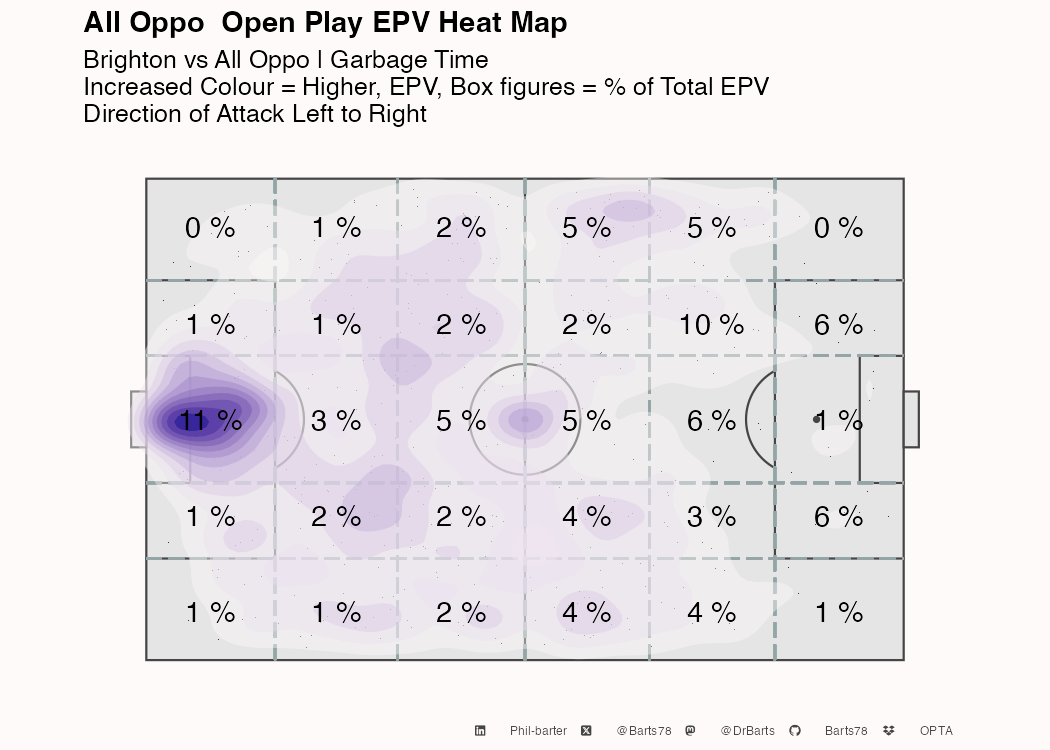 All Oppo  Open Play EPV Heat Map
Brighton vs All Oppo | Garbage Time
Increased Colour = Higher, EPV, Box figures = % of Total EPV
Direction of Attack Left to Right
0 % 1 % 2 % 5 % 5 % 0 %
1 % 1 % 2 % 2 % 10 % 6 %
11 % 3 % 5 % 5 % 6 % 1 %
1 % 2 % 2 % 4 % 3 % 6 %
1 % 1 % 2 % 4 % 4 % 1 %
Phil-barter @Barts78 @DrBarts Barts78 OPTA